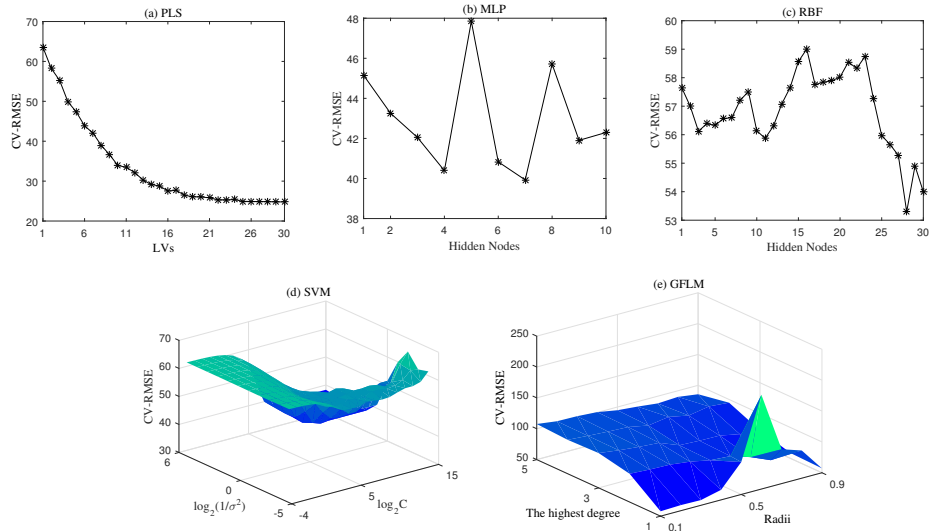 (a) PLS
70
60
50
40
30
20
CV-RMSE
1 6 11 16 21 26 30
LVs
(b) MLP
48
46
44
42
40
38
CV-RMSE
1 2 4 6 8 10
Hidden Nodes
(c) RBF
60
59
58
57
56
55
54
53
CV-RMSE
1 5 10 15 20 25 30
Hidden Nodes
(d) SVM
70
60
50
40
30
CV-RMSE
6
0
-5
log₂(1/σ²)
-4
5
15
log₂C
(e) GFLM
250
200
150
100
50
CV-RMSE
5
3
1
The highest degree
0.1
0.5
0.9
Radii